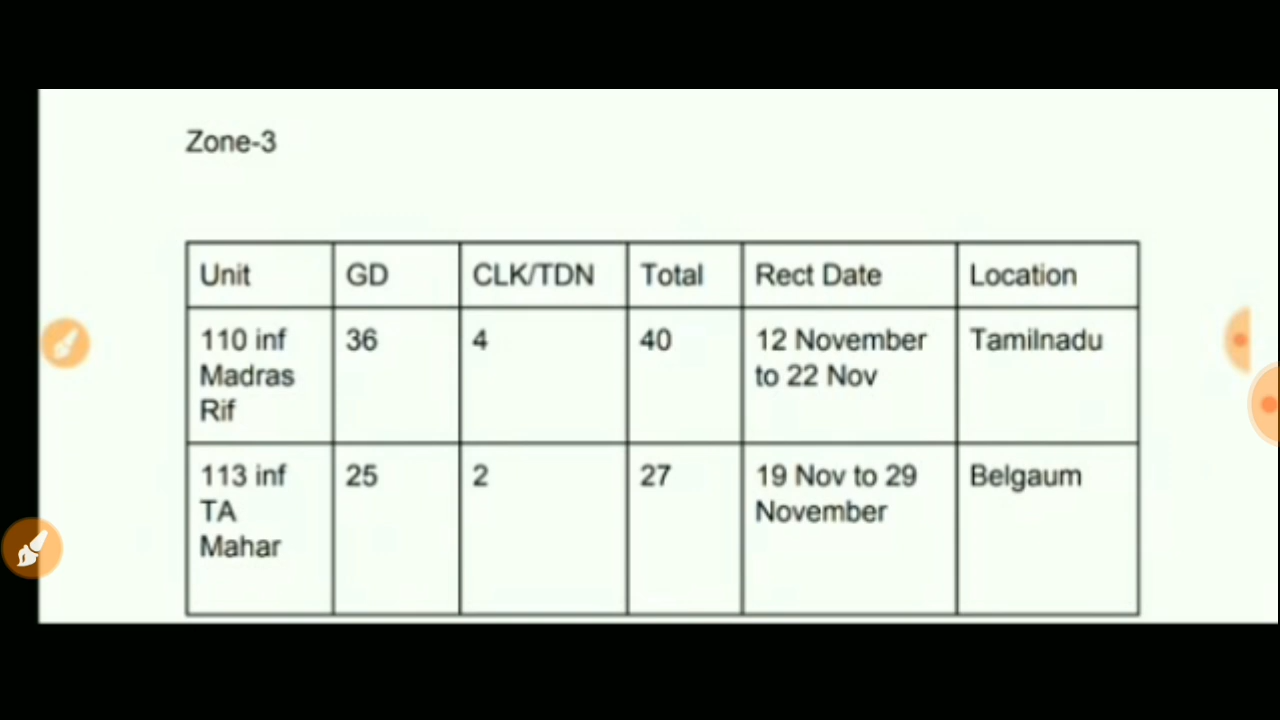 Zone-3
Unit GD CLK/TDN Total Rect Date Location
110 inf 36 4 40 12 November Tamilnadu
Madras to 22 Nov
Rif
113 inf 25 2 27 19 Nov to 29 Belgaum
TA November
Mahar